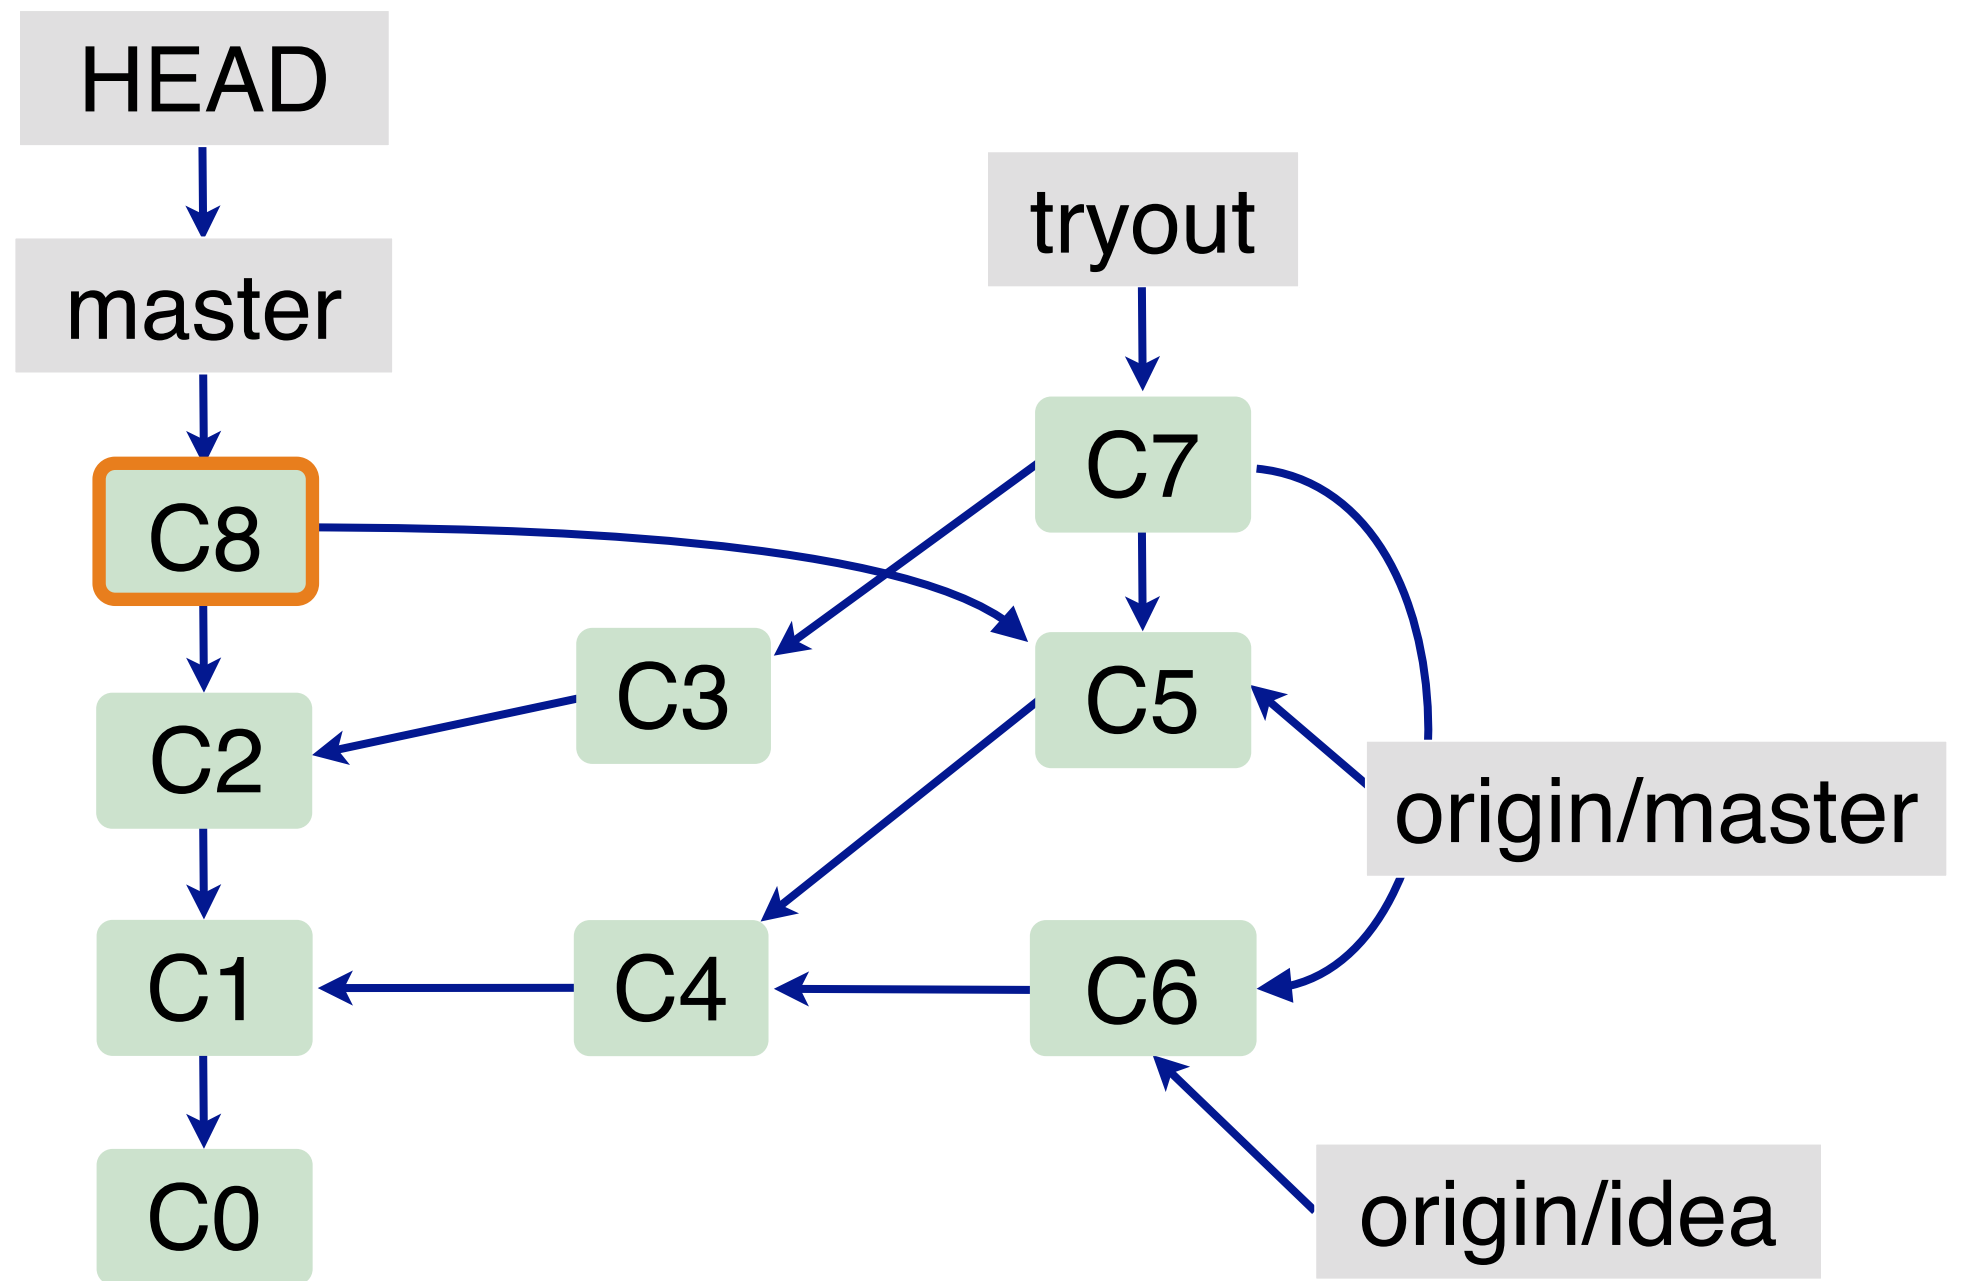 HEAD
tryout
master
C7
C8
C3
C5
C2
origin/master
C1
C4
C6
C0
origin/idea